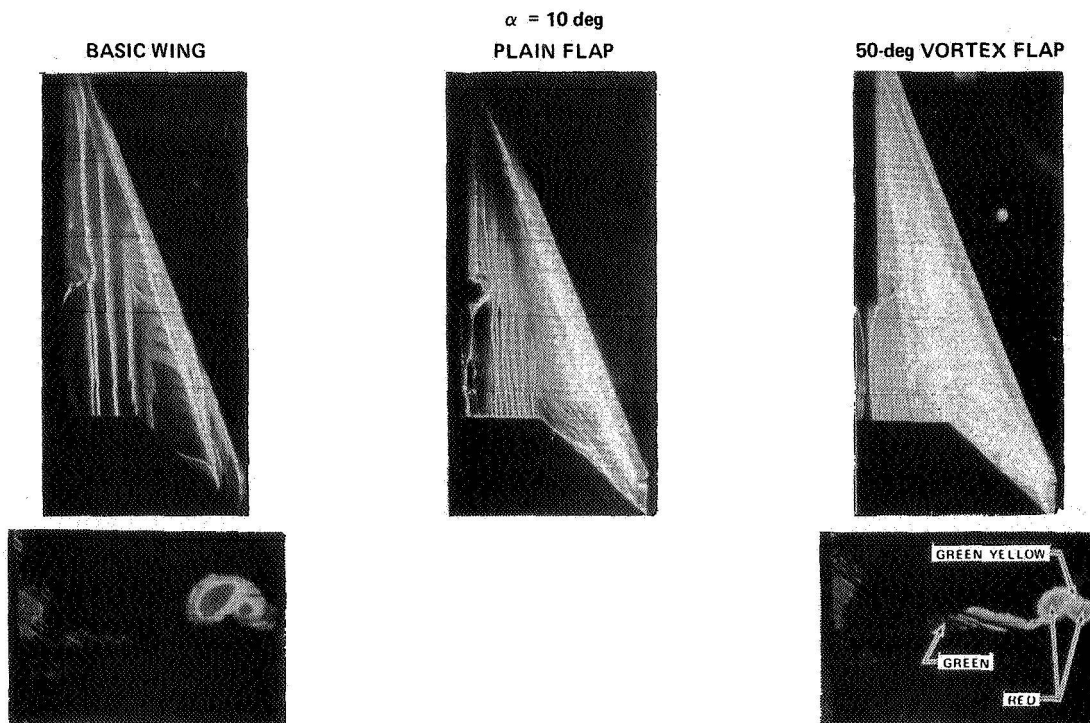 α = 10 deg
BASIC WING
PLAIN FLAP
50-deg VORTEX FLAP
GREEN YELLOW
GREEN
RED